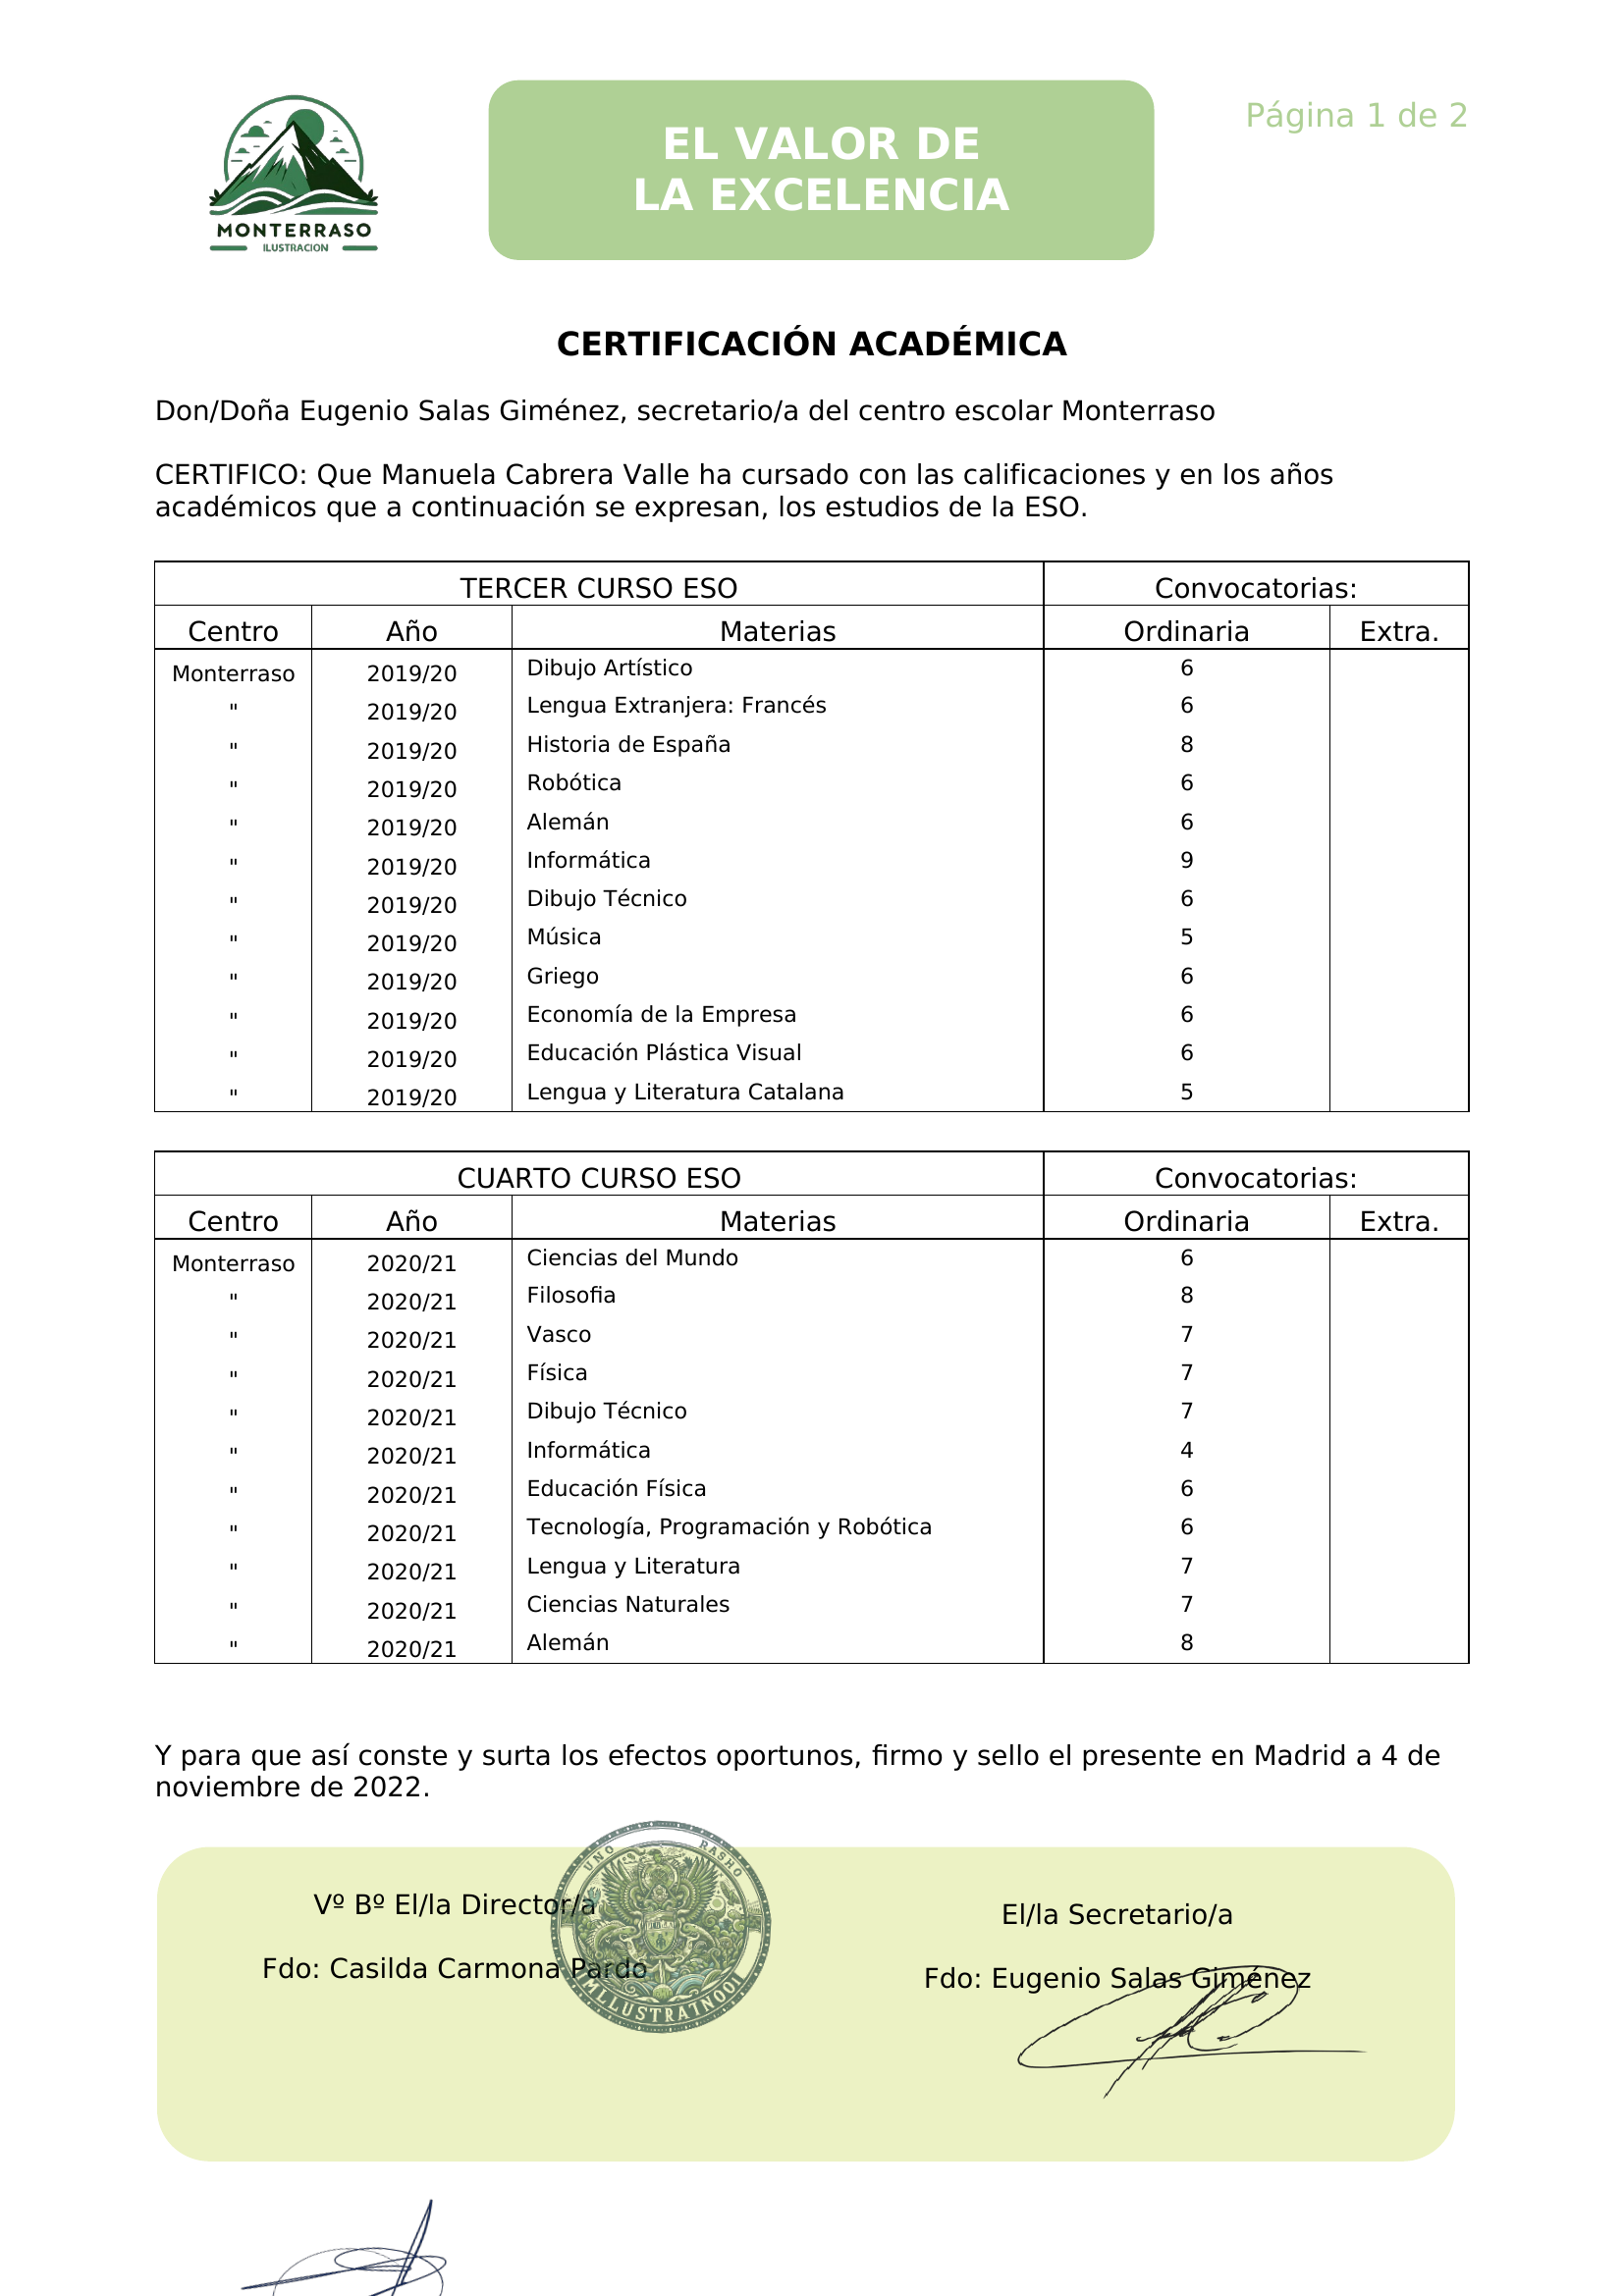 MONTERRASO
ILUSTRACION
EL VALOR DE
LA EXCELENCIA
Página 1 de 2
CERTIFICACIÓN ACADÉMICA
Don/Doña Eugenio Salas Giménez, secretario/a del centro escolar Monterraso
CERTIFICO: Que Manuela Cabrera Valle ha cursado con las calificaciones y en los años
académicos que a continuación se expresan, los estudios de la ESO.
TERCER CURSO ESO Convocatorias:
Centro Año Materias Ordinaria Extra.
Monterraso 2019/20 Dibujo Artístico 6
" 2019/20 Lengua Extranjera: Francés 6
" 2019/20 Historia de España 8
" 2019/20 Robótica 6
" 2019/20 Alemán 6
" 2019/20 Informática 9
" 2019/20 Dibujo Técnico 6
" 2019/20 Música 5
" 2019/20 Griego 6
" 2019/20 Economía de la Empresa 6
" 2019/20 Educación Plástica Visual 6
" 2019/20 Lengua y Literatura Catalana 5
CUARTO CURSO ESO Convocatorias:
Centro Año Materias Ordinaria Extra.
Monterraso 2020/21 Ciencias del Mundo 6
" 2020/21 Filosofia 8
" 2020/21 Vasco 7
" 2020/21 Física 7
" 2020/21 Dibujo Técnico 7
" 2020/21 Informática 4
" 2020/21 Educación Física 6
" 2020/21 Tecnología, Programación y Robótica 6
" 2020/21 Lengua y Literatura 7
" 2020/21 Ciencias Naturales 7
" 2020/21 Alemán 8
Y para que así conste y surta los efectos oportunos, firmo y sello el presente en Madrid a 4 de
noviembre de 2022.
Vº Bº El/la Director/a
Fdo: Casilda Carmona Pardo
UNO RASHO
El/la Secretario/a
Fdo: Eugenio Salas Giménez